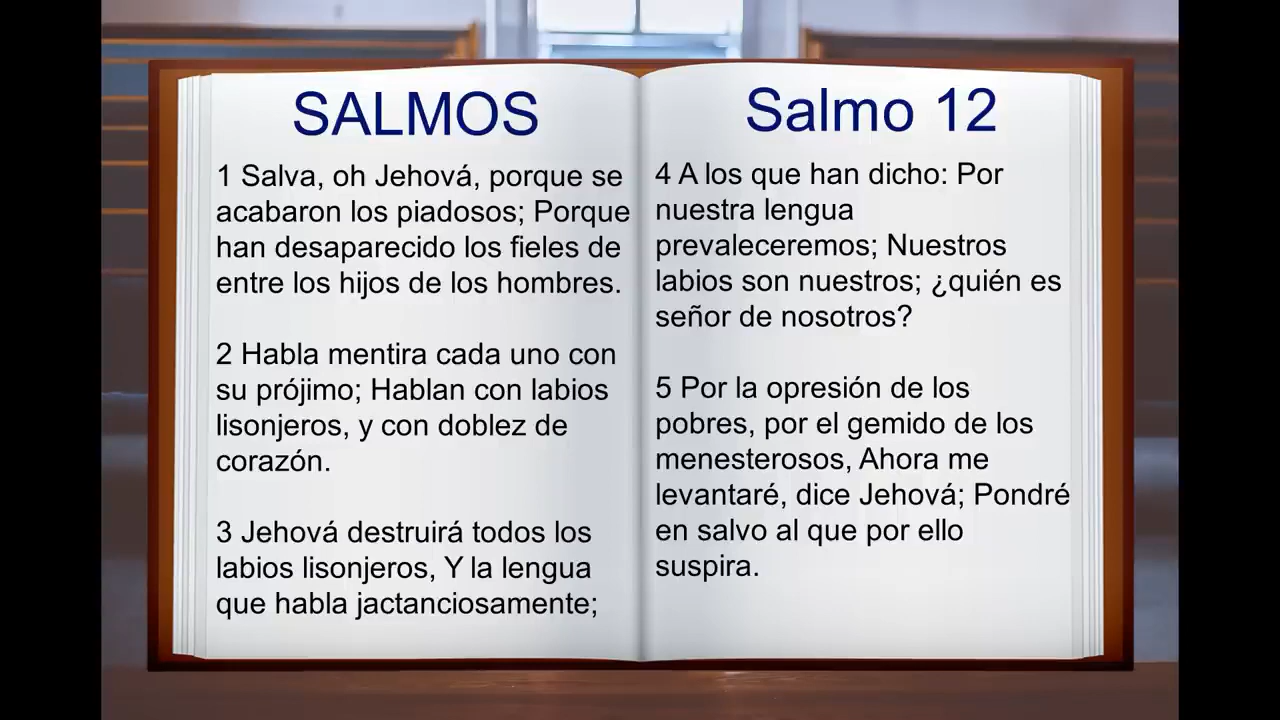 SALMOS
1 Salva, oh Jehová, porque se
acabaron los piadosos; Porque
han desaparecido los fieles de
entre los hijos de los hombres.
2 Habla mentira cada uno con
su prójimo; Hablan con labios
lisonjeros, y con doblez de
corazón.
3 Jehová destruirá todos los
labios lisonjeros, Y la lengua
que habla jactanciosamente;
Salmo 12
4 A los que han dicho: Por
nuestra lengua
prevaleceremos; Nuestros
labios son nuestros; ¿quién es
señor de nosotros?
5 Por la opresión de los
pobres, por el gemido de los
menesterosos, Ahora me
levantaré, dice Jehová; Pondré
en salvo al que por ello
suspira.